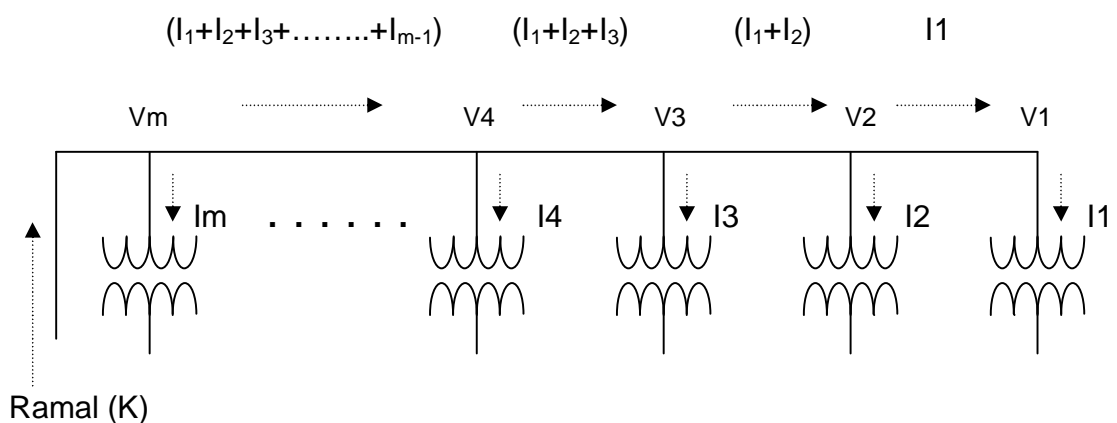 (I₁+I₂+I₃+……..+Iₘ₋₁) (I₁+I₂+I₃) (I₁+I₂) I1
Vm V4 V3 V2 V1
Im . . . . . . I4 I3 I2 I1
Ramal (K)